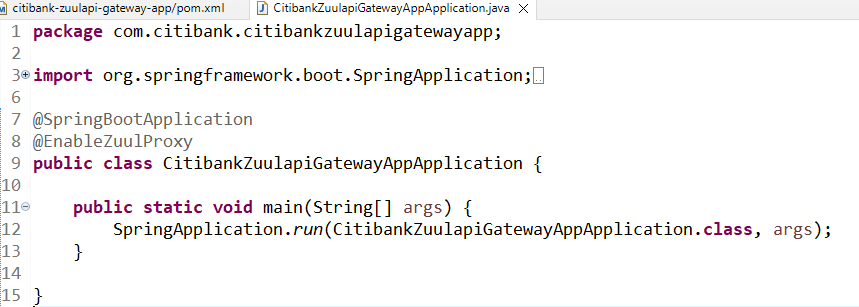 citibank-zuulapi-gateway-app/pom.xml CitibankZuulapiGatewayAppApplication.java
1 package com.citibank.citibankzuulapigatewayapp;
2
3 import org.springframework.boot.SpringApplication;
6
7 @SpringBootApplication
8 @EnableZuulProxy
9 public class CitibankZuulapiGatewayAppApplication {
10
11 public static void main(String[] args) {
12 SpringApplication.run(CitibankZuulapiGatewayAppApplication.class, args);
13 }
14
15 }